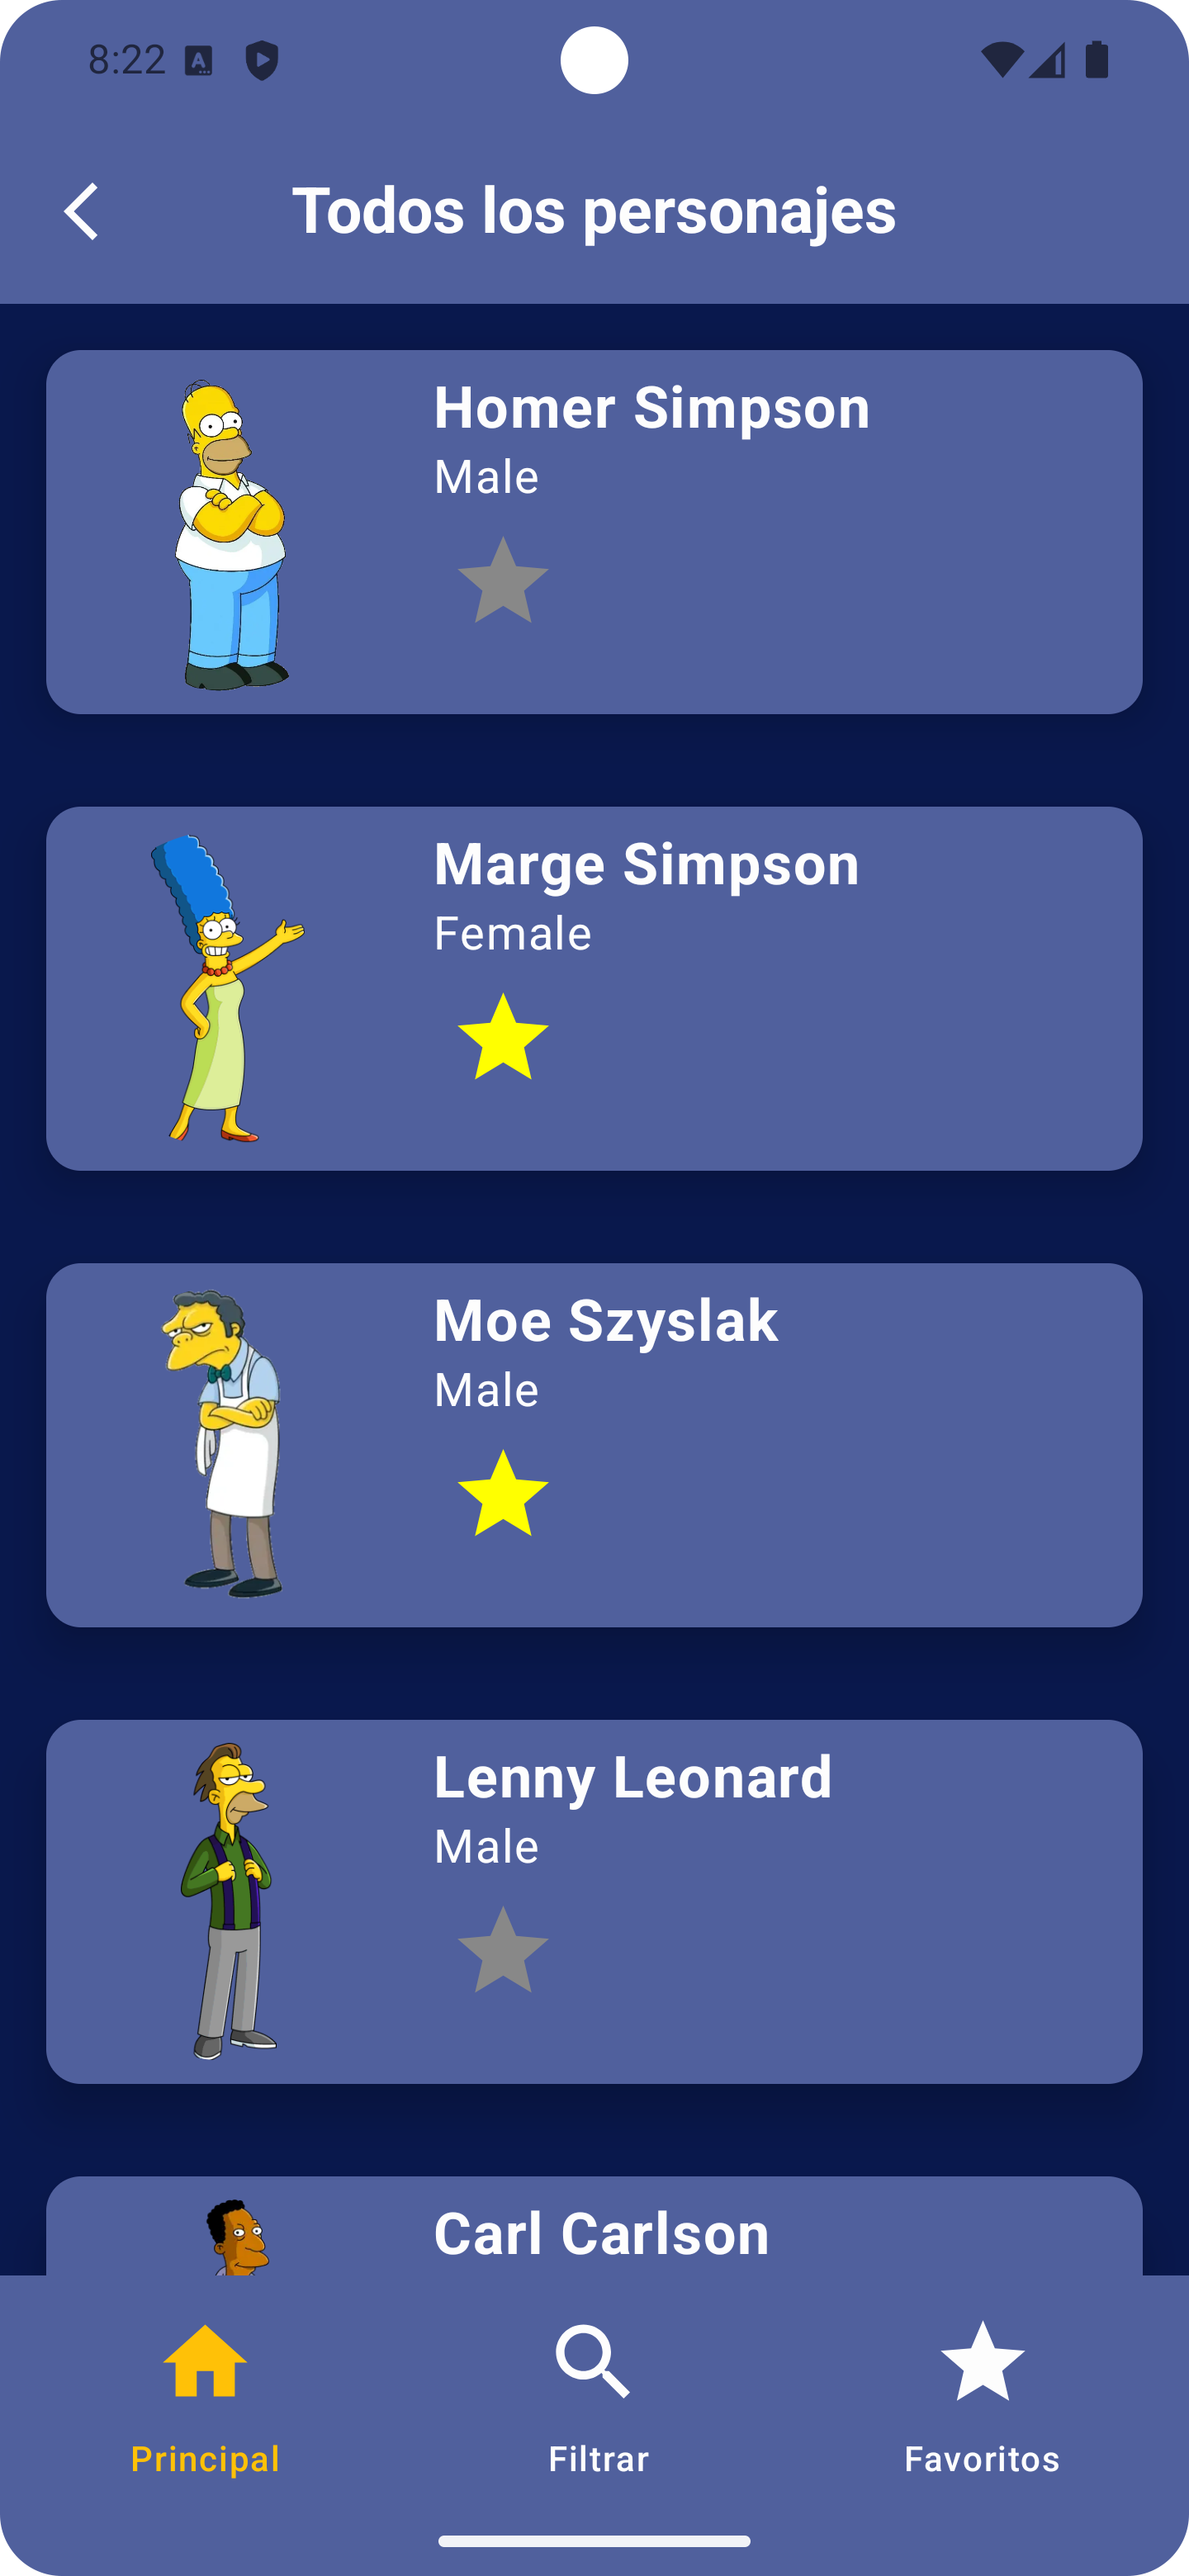 8:22
Todos los personajes
Homer Simpson
Male
Marge Simpson
Female
Moe Szyslak
Male
Lenny Leonard
Male
Carl Carlson
Principal
Filtrar
Favoritos